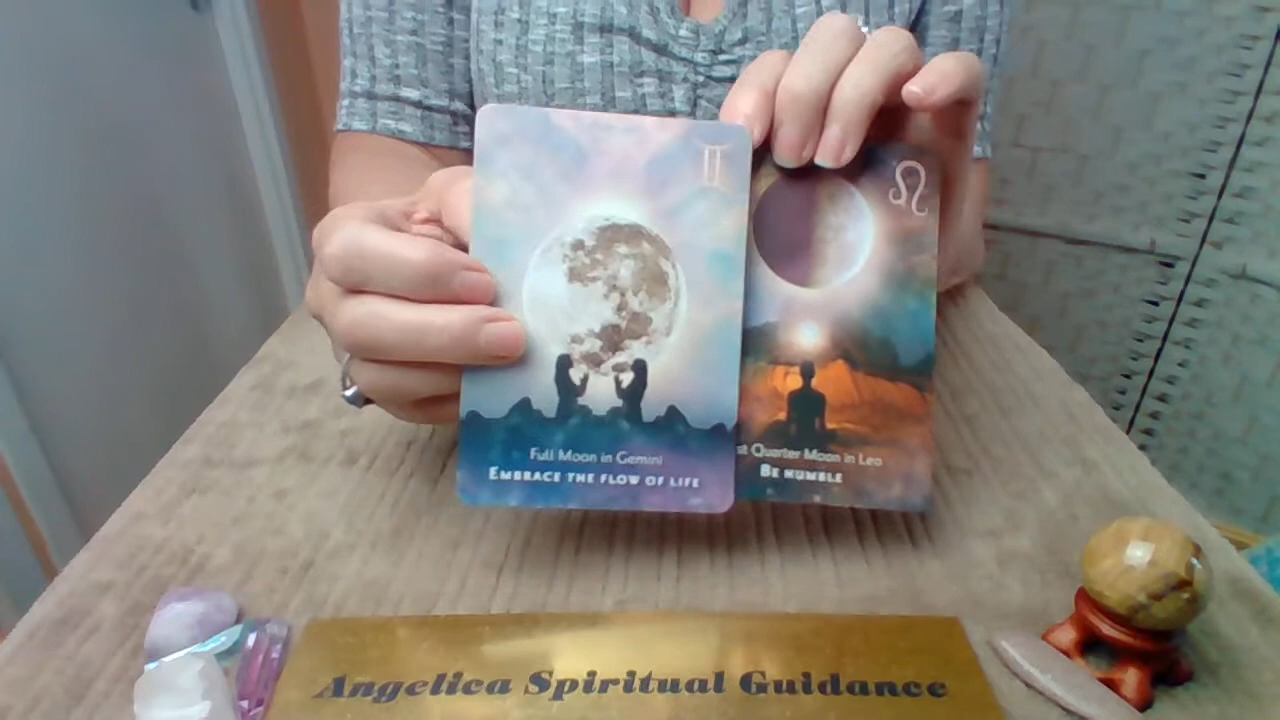 Full Moon in Gemini
EMBRACE THE FLOW OF LIFE
Quarter Moon in Leo
BE HUMBLE
Angelica Spiritual Guidance